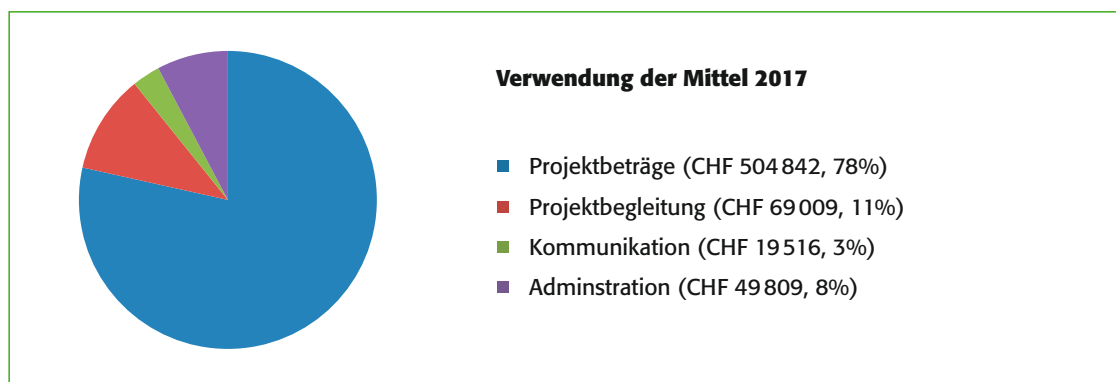 Verwendung der Mittel 2017
Projektbeträge (CHF 504 842, 78%)
Projektbegleitung (CHF 69 009, 11%)
Kommunikation (CHF 19 516, 3%)
Adminstration (CHF 49 809, 8%)